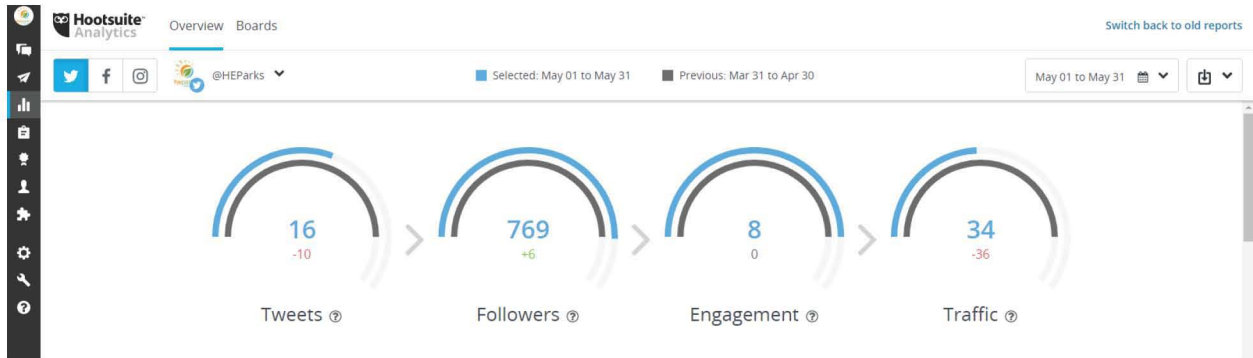 Hootsuite™
Analytics
Overview Boards
Switch back to old reports
@HEParks
Selected: May 01 to May 31 Previous: Mar 31 to Apr 30
May 01 to May 31
16 769 8 34
-10 +6 0 -36
Tweets Followers Engagement Traffic